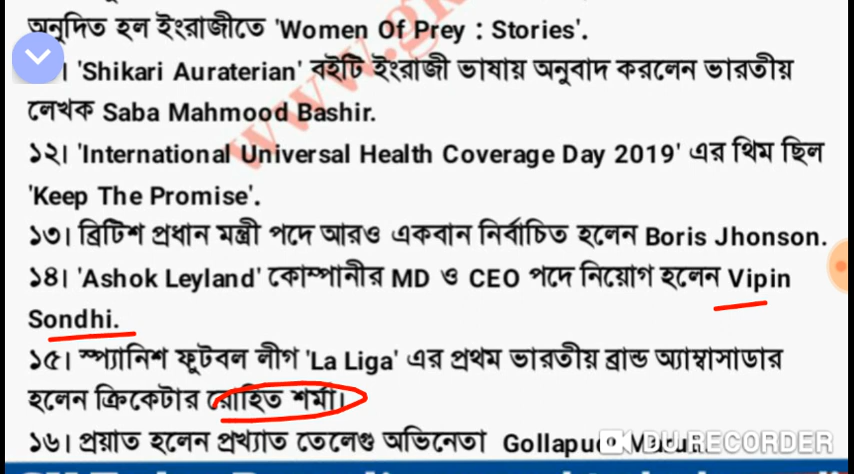 অনুদিত হল ইংরাজীতে 'Women Of Prey : Stories'.
। 'Shikari Auraterian' বইটি ইংরাজী ভাষায় অনুবাদ করলেন ভারতীয়
লেখক Saba Mahmood Bashir.
১২। 'International Universal Health Coverage Day 2019' এর থিম ছিল
'Keep The Promise'.
১৩। ব্রিটিশ প্রধান মন্ত্রী পদে আরও একবান নির্বাচিত হলেন Boris Jhonson.
১৪। 'Ashok Leyland' কোম্পানীর MD ও CEO পদে নিয়োগ হলেন Vipin
Sondhi.
১৫। স্প্যানিশ ফুটবল লীগ 'La Liga' এর প্রথম ভারতীয় ব্রান্ড অ্যাম্বাসাডার
হলেন ক্রিকেটার রোহিত শর্মা।
১৬। প্রয়াত হলেন প্রখ্যাত তেলেগু অভিনেতা Gollapudi
DU RECORDER